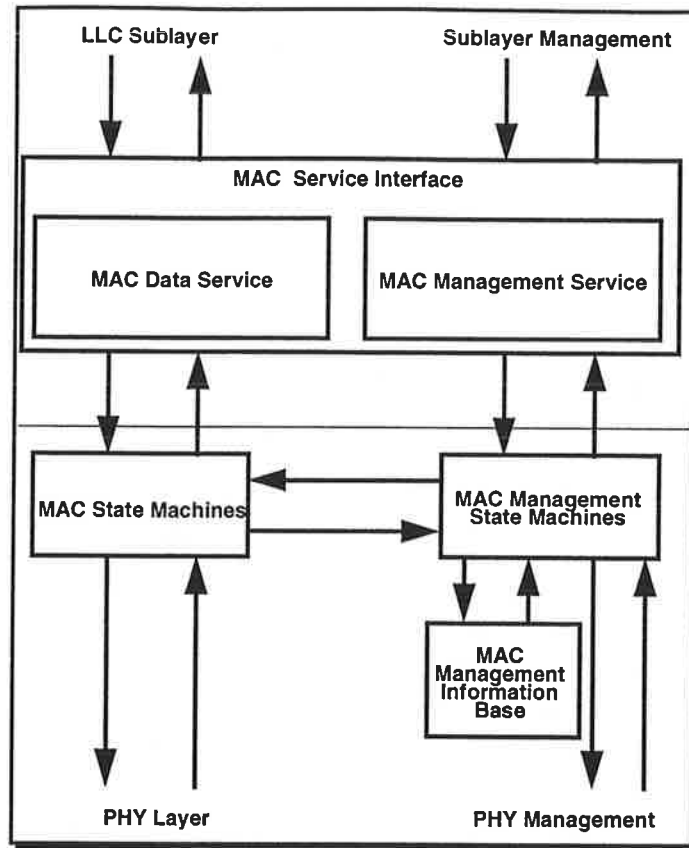 LLC Sublayer
Sublayer Management
MAC Service Interface
MAC Data Service
MAC Management Service
MAC State Machines
MAC Management
State Machines
MAC
Management
Information
Base
PHY Layer
PHY Management